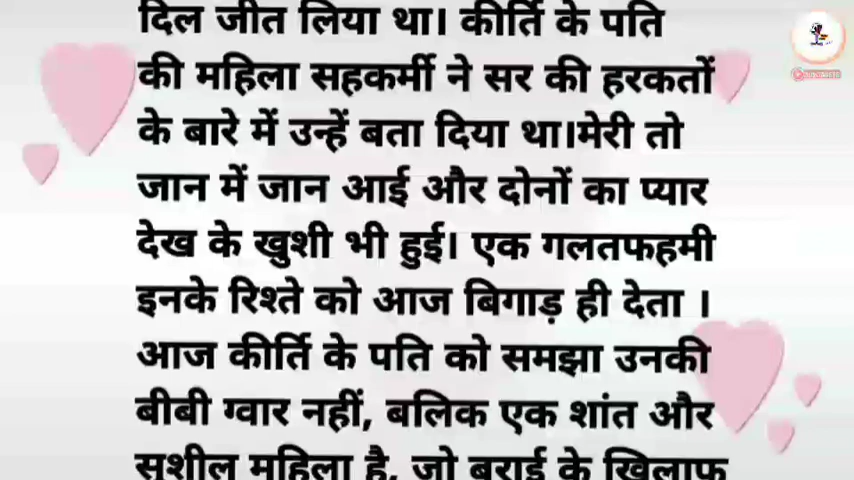 दिल जीत लिया था। कीर्ति के पति
की महिला सहकर्मी ने सर की हरकतों
के बारे में उन्हें बता दिया था।मेरी तो
जान में जान आई और दोनों का प्यार
देख के खुशी भी हुई। एक गलतफहमी
इनके रिश्ते को आज बिगाड़ ही देता ।
आज कीर्ति के पति को समझा उनकी
बीबी ग्वार नहीं, बलिक एक शांत और
सुशील महिला है, जो बुराई के खिलाफ